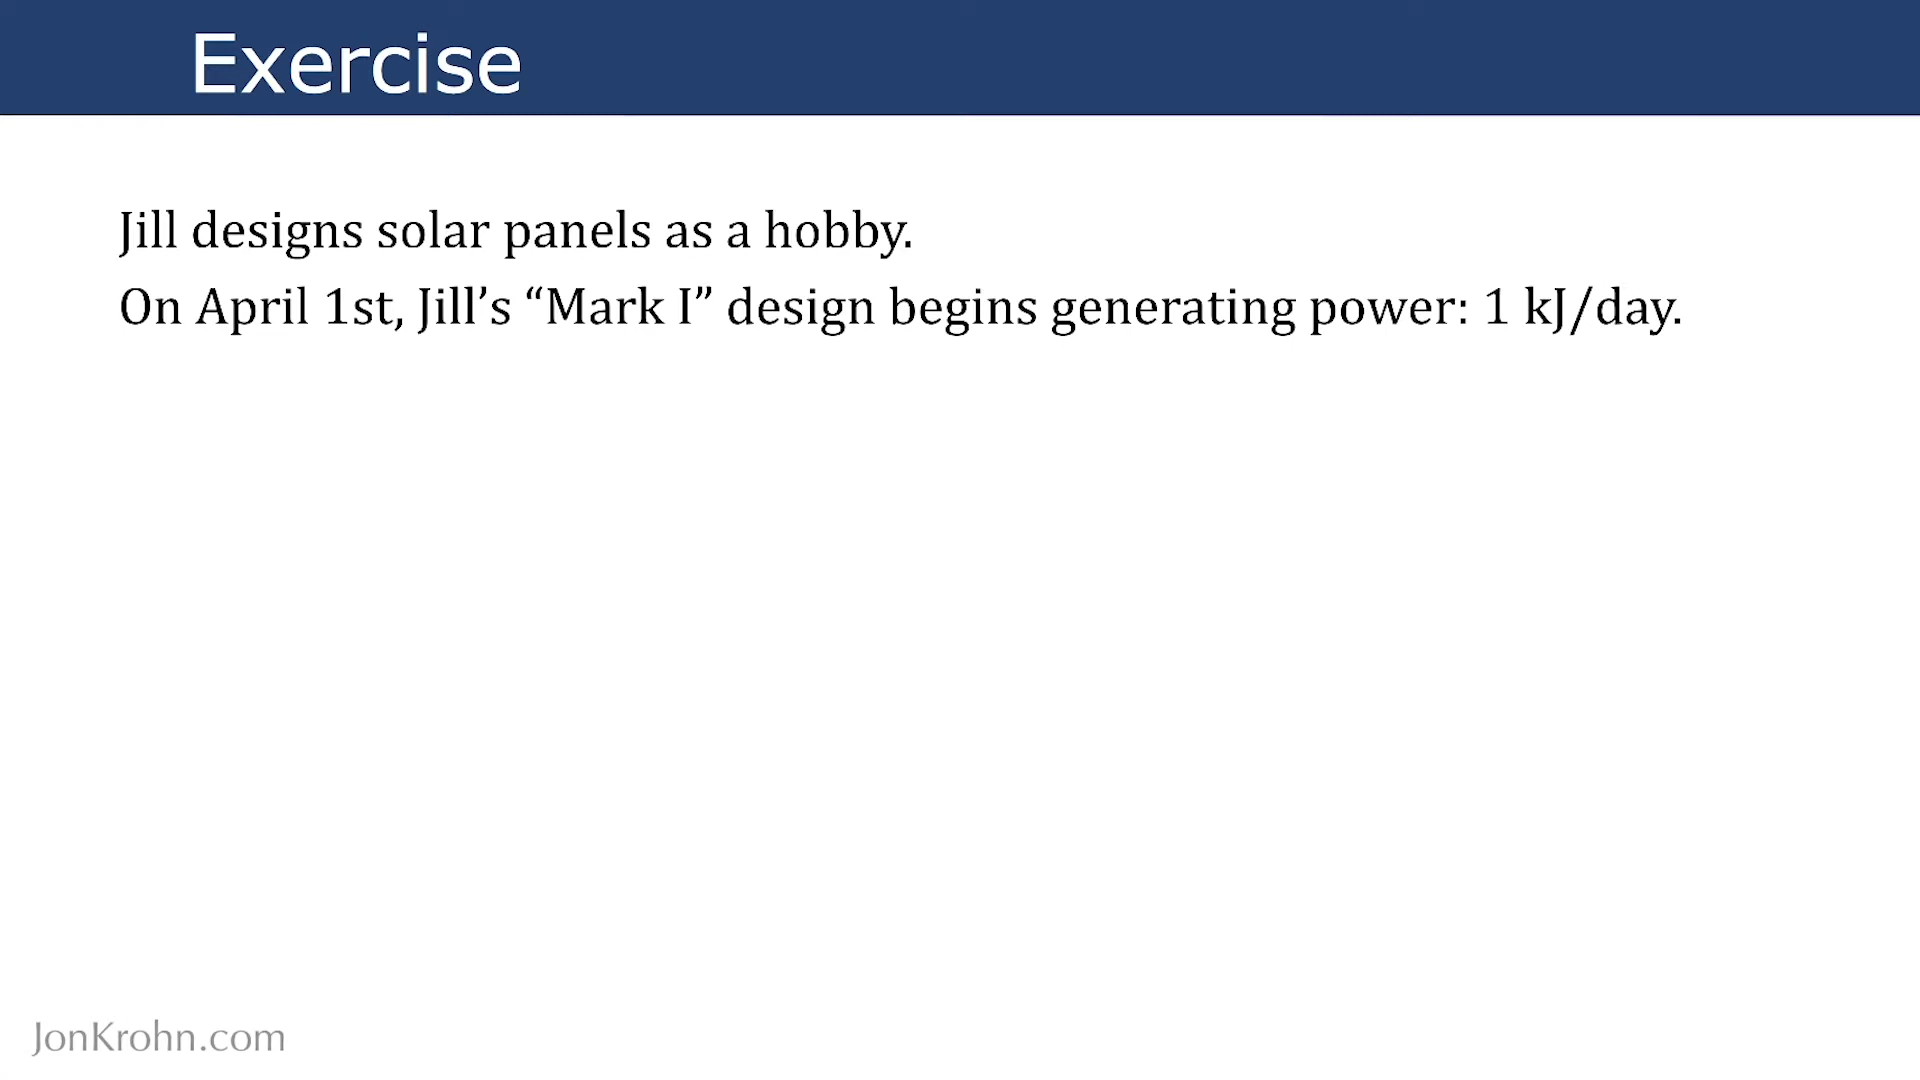 Exercise
Jill designs solar panels as a hobby.
On April 1st, Jill’s “Mark I” design begins generating power: 1 kJ/day.
JonKrohn.com